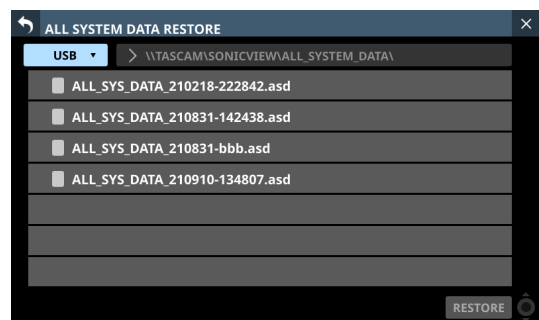 ALL SYSTEM DATA RESTORE
USB
\\TASCAM\SONICVIEW\ALL_SYSTEM_DATA\
ALL_SYS_DATA_210218-222842.asd
ALL_SYS_DATA_210831-142438.asd
ALL_SYS_DATA_210831-bbb.asd
ALL_SYS_DATA_210910-134807.asd
RESTORE